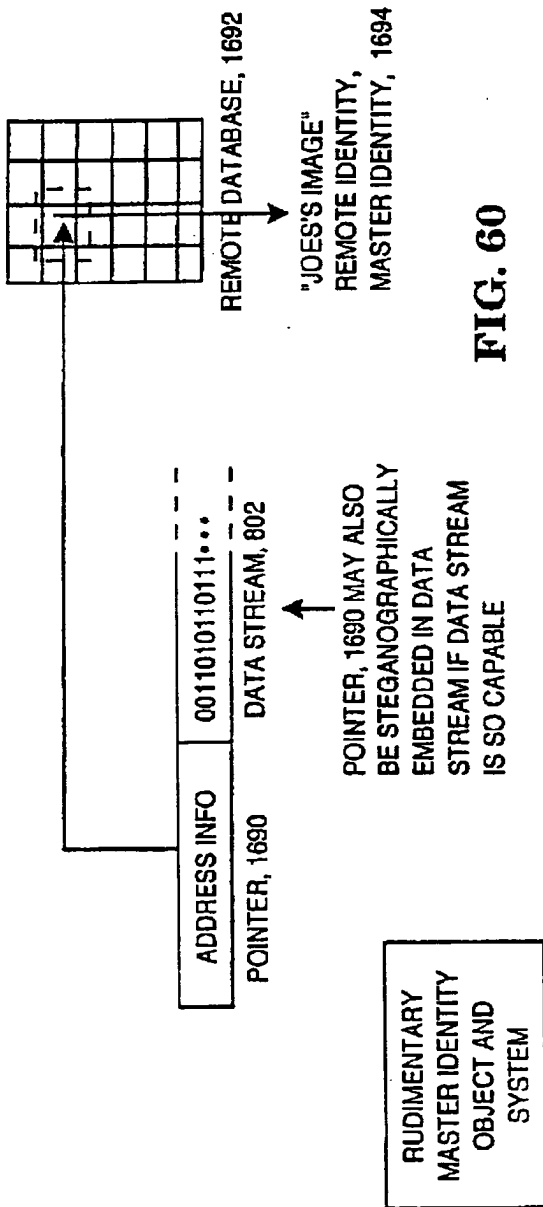 REMOTE DATABASE, 1692
"JOES'S IMAGE"
REMOTE IDENTITY,
MASTER IDENTITY, 1694
ADDRESS INFO
0011010110111•••
POINTER, 1690
DATA STREAM, 802
POINTER, 1690 MAY ALSO
BE STEGANOGRAPHICALLY
EMBEDDED IN DATA
STREAM IF DATA STREAM
IS SO CAPABLE
RUDIMENTARY
MASTER IDENTITY
OBJECT AND
SYSTEM
FIG. 60